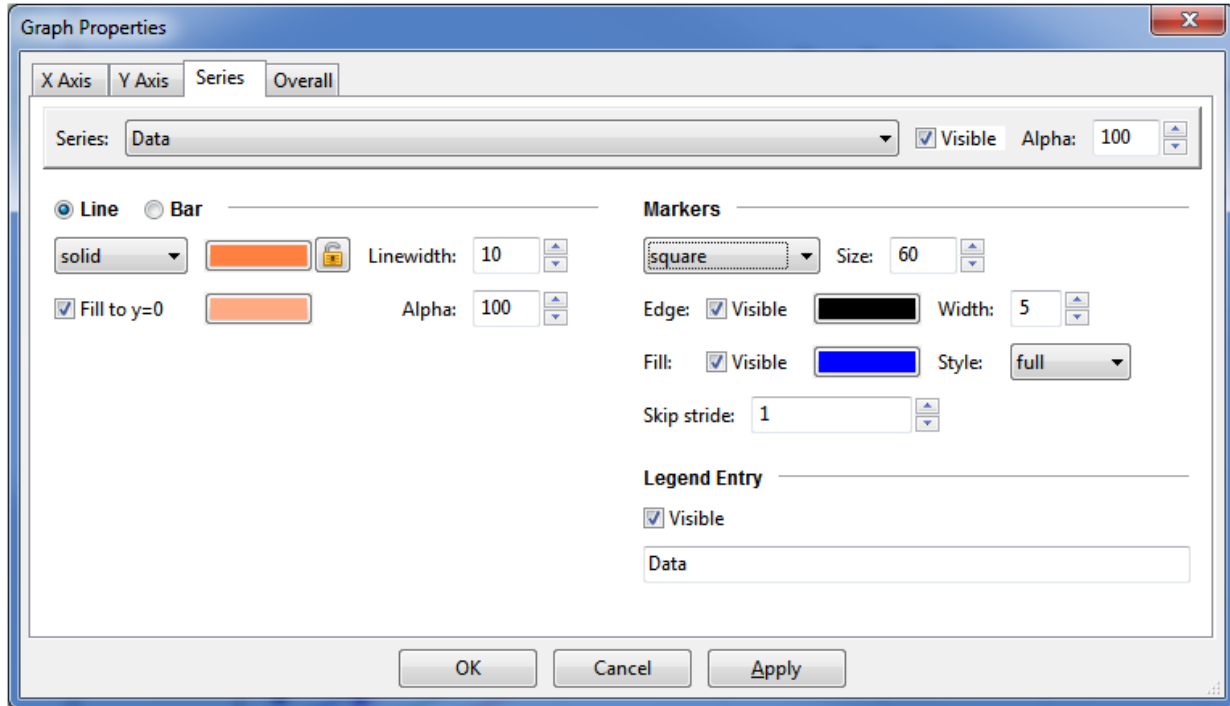 Graph Properties
X Axis Y Axis Series Overall
Series: Data Visible Alpha: 100
Line Bar
solid Linewidth: 10
Fill to y=0 Alpha: 100
Markers
square Size: 60
Edge: Visible Width: 5
Fill: Visible Style: full
Skip stride: 1
Legend Entry
Visible
Data
OK Cancel Apply